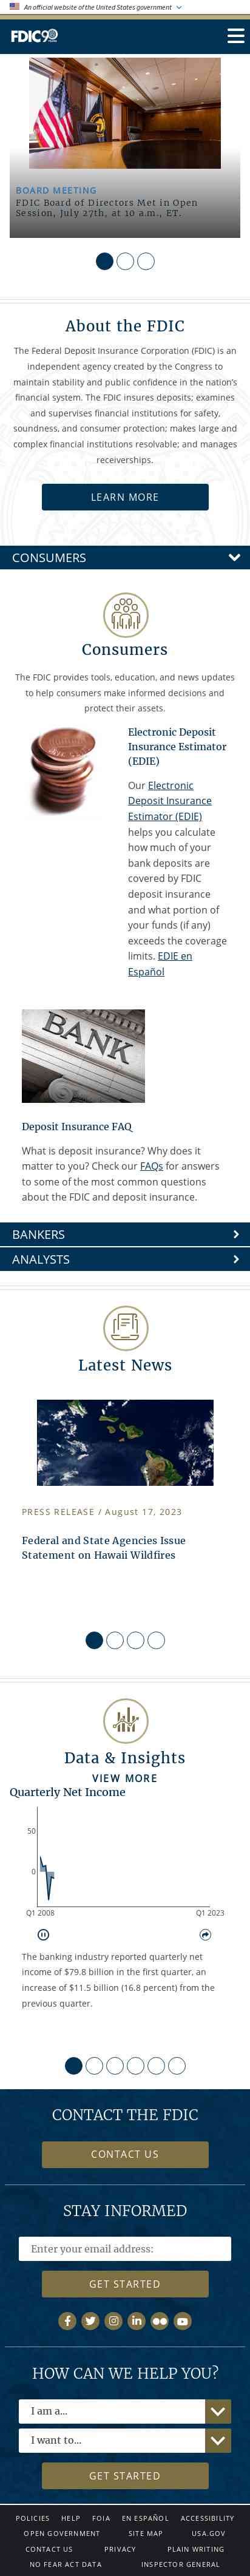 An official website of the United States government
FDIC 90
BOARD MEETING
FDIC Board of Directors Met in Open
Session, July 27th, at 10 a.m., ET.
About the FDIC
The Federal Deposit Insurance Corporation (FDIC) is an
independent agency created by the Congress to
maintain stability and public confidence in the nation's
financial system. The FDIC insures deposits; examines
and supervises financial institutions for safety,
soundness, and consumer protection; makes large and
complex financial institutions resolvable; and manages
receiverships.
LEARN MORE
CONSUMERS
Consumers
The FDIC provides tools, education, and news updates
to help consumers make informed decisions and
protect their assets.
Electronic Deposit
Insurance Estimator
(EDIE)
Our Electronic
Deposit Insurance
Estimator (EDIE)
helps you calculate
how much of your
bank deposits are
covered by FDIC
deposit insurance
and what portion of
your funds (if any)
exceeds the coverage
limits. EDIE en
Español
BANK
Deposit Insurance FAQ
What is deposit insurance? Why does it
matter to you? Check our FAQs for answers
to some of the most common questions
about the FDIC and deposit insurance.
BANKERS
ANALYSTS
Latest News
PRESS RELEASE / August 17, 2023
Federal and State Agencies Issue
Statement on Hawaii Wildfires
Data & Insights
VIEW MORE
Quarterly Net Income
50
0
Q1 2008 Q1 2023
The banking industry reported quarterly net
income of $79.8 billion in the first quarter, an
increase of $11.5 billion (16.8 percent) from the
previous quarter.
CONTACT THE FDIC
CONTACT US
STAY INFORMED
Enter your email address:
GET STARTED
HOW CAN WE HELP YOU?
I am a...
I want to...
GET STARTED
POLICIES HELP FOIA EN ESPAÑOL ACCESSIBILITY
OPEN GOVERNMENT SITE MAP USA.GOV
CONTACT US PRIVACY PLAIN WRITING
NO FEAR ACT DATA INSPECTOR GENERAL